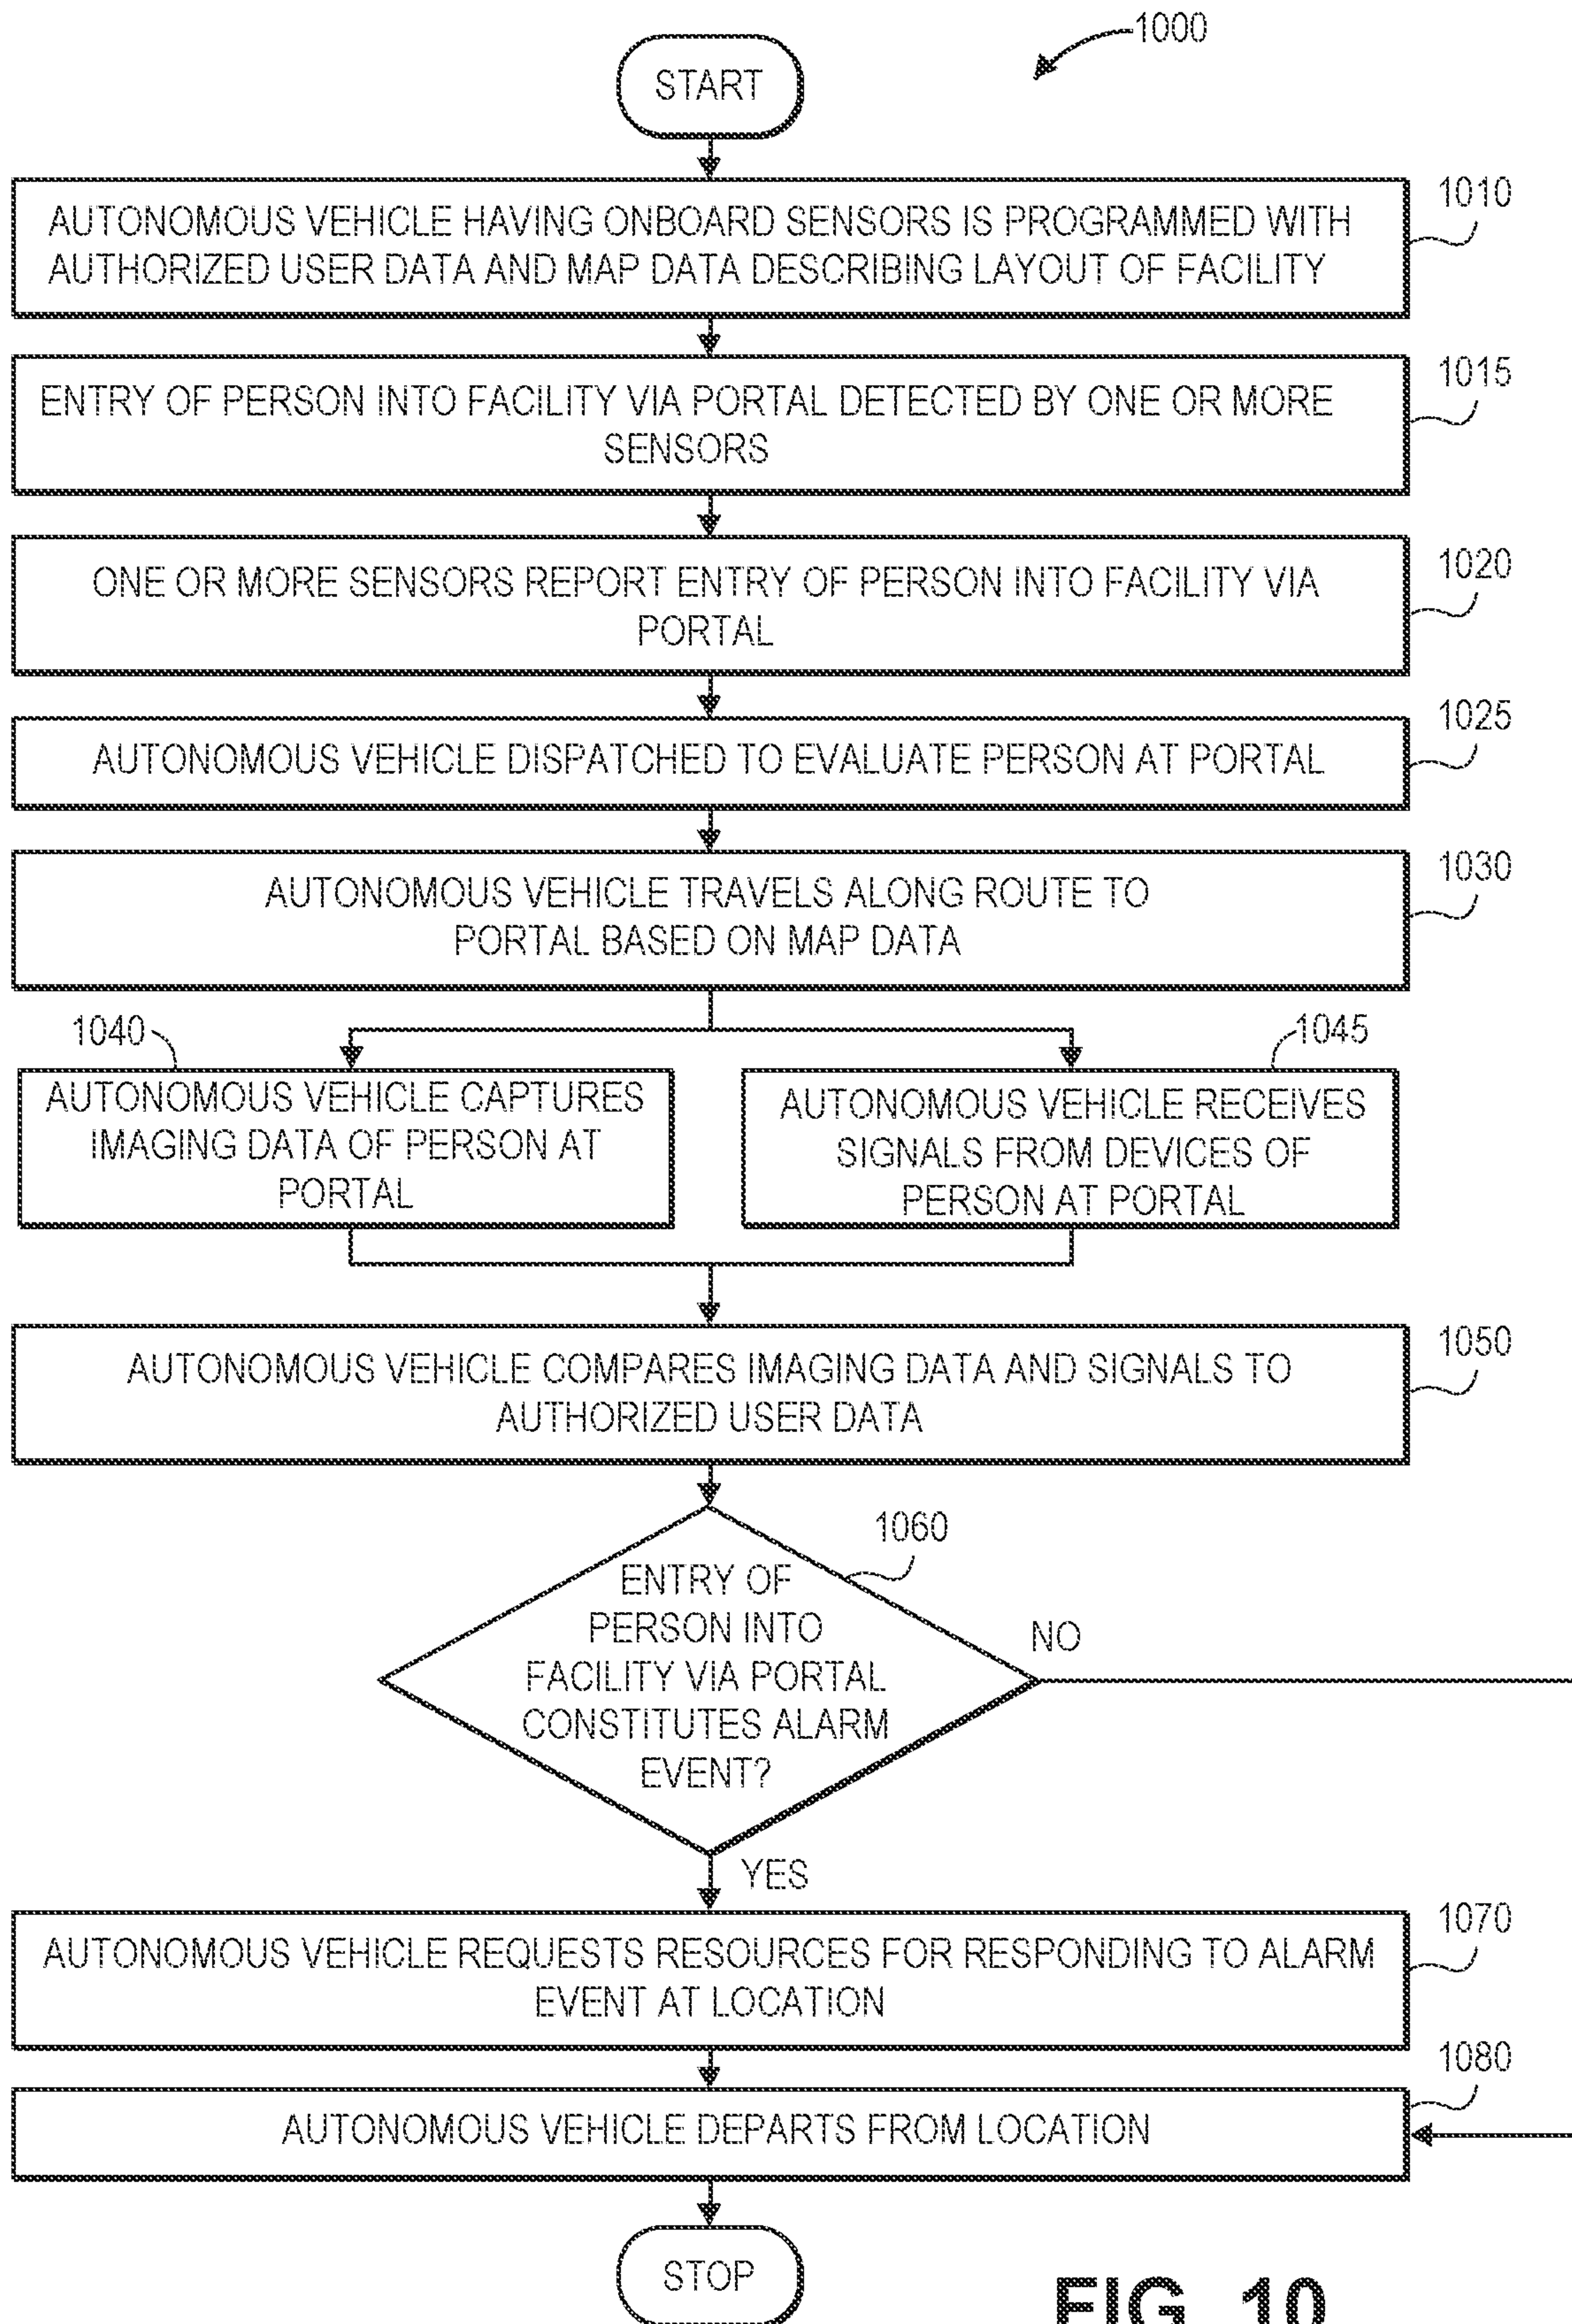 1000
START
1010
AUTONOMOUS VEHICLE HAVING ONBOARD SENSORS IS PROGRAMMED WITH
AUTHORIZED USER DATA AND MAP DATA DESCRIBING LAYOUT OF FACILITY
1015
ENTRY OF PERSON INTO FACILITY VIA PORTAL DETECTED BY ONE OR MORE
SENSORS
1020
ONE OR MORE SENSORS REPORT ENTRY OF PERSON INTO FACILITY VIA
PORTAL
1025
AUTONOMOUS VEHICLE DISPATCHED TO EVALUATE PERSON AT PORTAL
1030
AUTONOMOUS VEHICLE TRAVELS ALONG ROUTE TO
PORTAL BASED ON MAP DATA
1040
AUTONOMOUS VEHICLE CAPTURES
IMAGING DATA OF PERSON AT
PORTAL
1045
AUTONOMOUS VEHICLE RECEIVES
SIGNALS FROM DEVICES OF
PERSON AT PORTAL
1050
AUTONOMOUS VEHICLE COMPARES IMAGING DATA AND SIGNALS TO
AUTHORIZED USER DATA
1060
ENTRY OF
PERSON INTO
FACILITY VIA PORTAL
CONSTITUTES ALARM
EVENT?
NO
YES
1070
AUTONOMOUS VEHICLE REQUESTS RESOURCES FOR RESPONDING TO ALARM
EVENT AT LOCATION
1080
AUTONOMOUS VEHICLE DEPARTS FROM LOCATION
STOP
FIG. 10